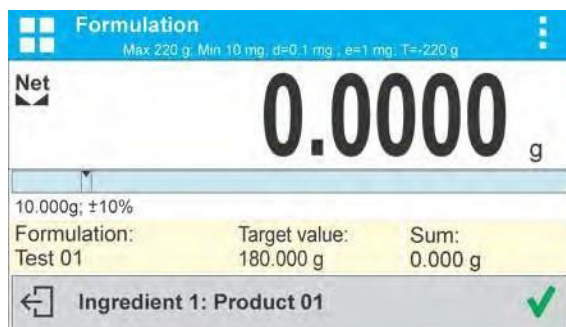 Formulation
Max 220 g: Min 10 mg, d=0.1 mg , e=1 mg: T=-220 g
Net
0.0000 g
10.000g; ±10%
Formulation: Target value: Sum:
Test 01 180.000 g 0.000 g
Ingredient 1: Product 01